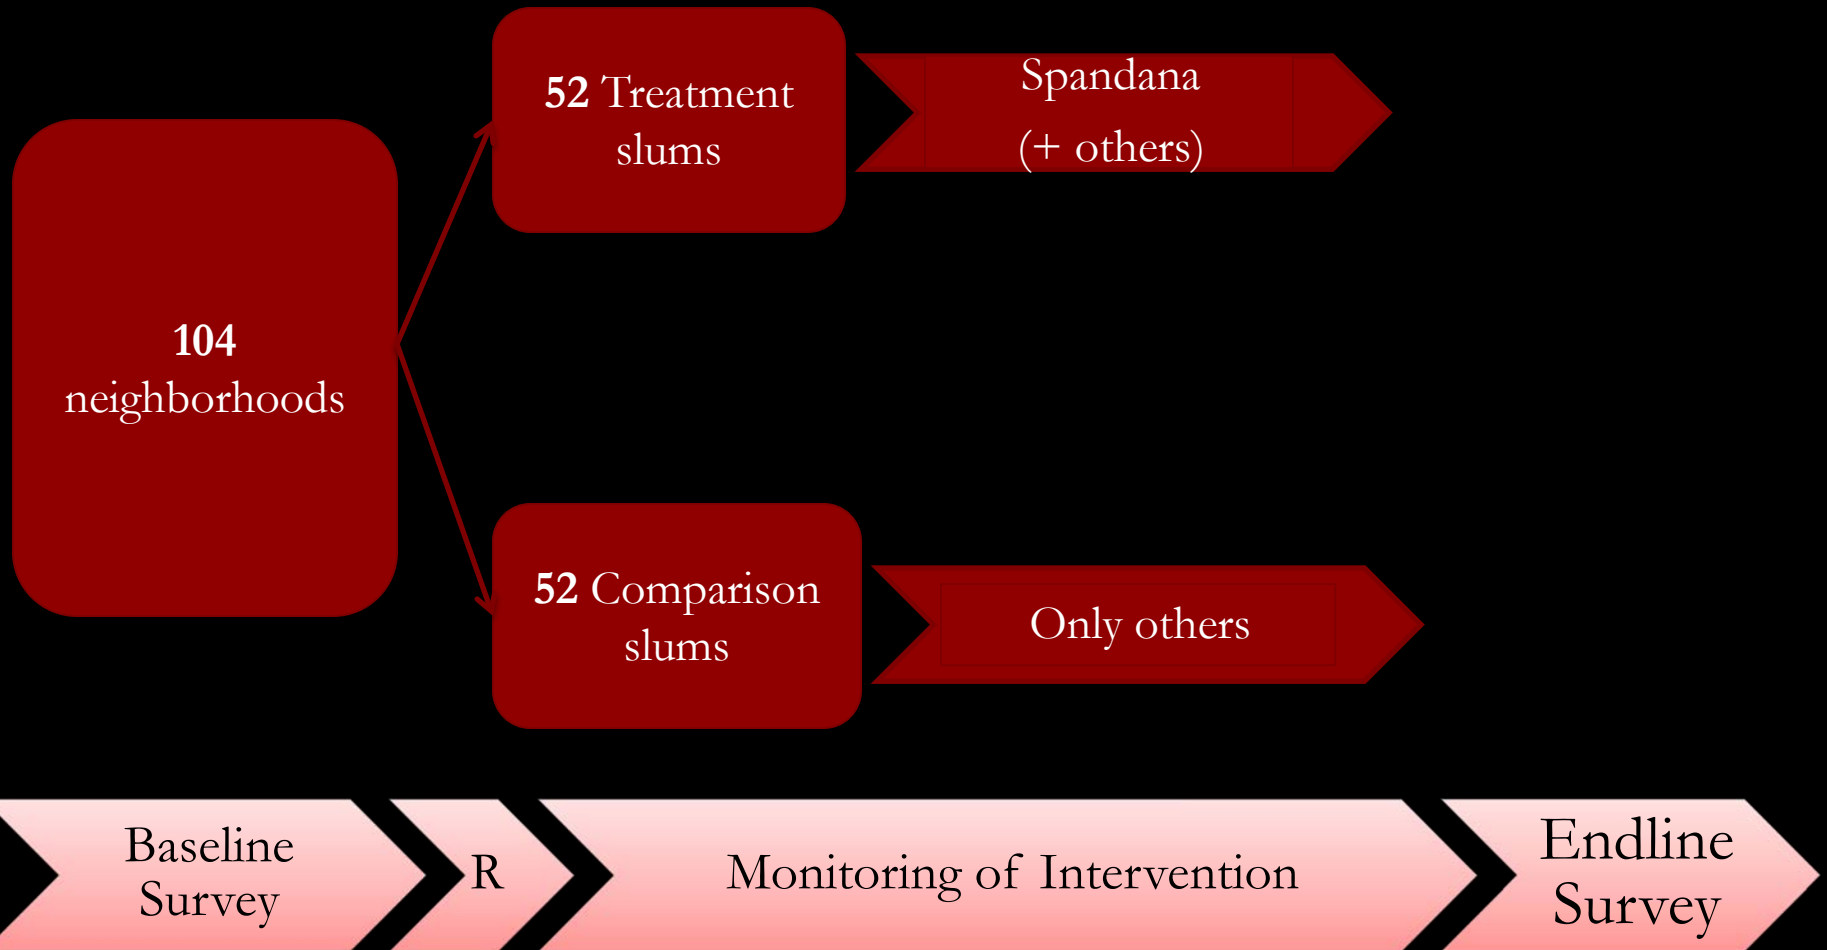 52 Treatment
slums
Spandana
(+ others)
104
neighborhoods
52 Comparison
slums
Only others
Baseline
Survey
R
Monitoring of Intervention
Endline
Survey